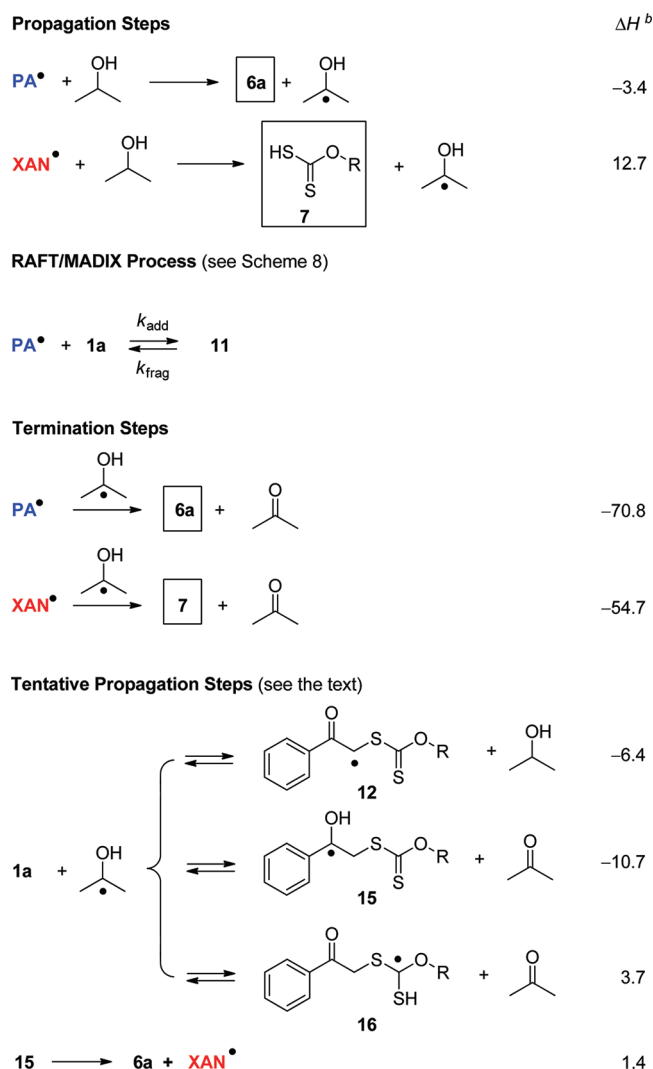 Propagation Steps ΔH b
PA• + OH 6a + OH • −3.4
XAN• + OH HS O R S 7 + OH • 12.7
RAFT/MADIX Process (see Scheme 8)
kadd
PA• + 1a 11
kfrag
Termination Steps
OH
PA• • 6a + O −70.8
OH
XAN• • 7 + O −54.7
Tentative Propagation Steps (see the text)
O S O R • S 12 + OH −6.4
1a + OH • OH • S O R S 15 + O −10.7
O S • O R SH 16 + O 3.7
15 6a + XAN• 1.4